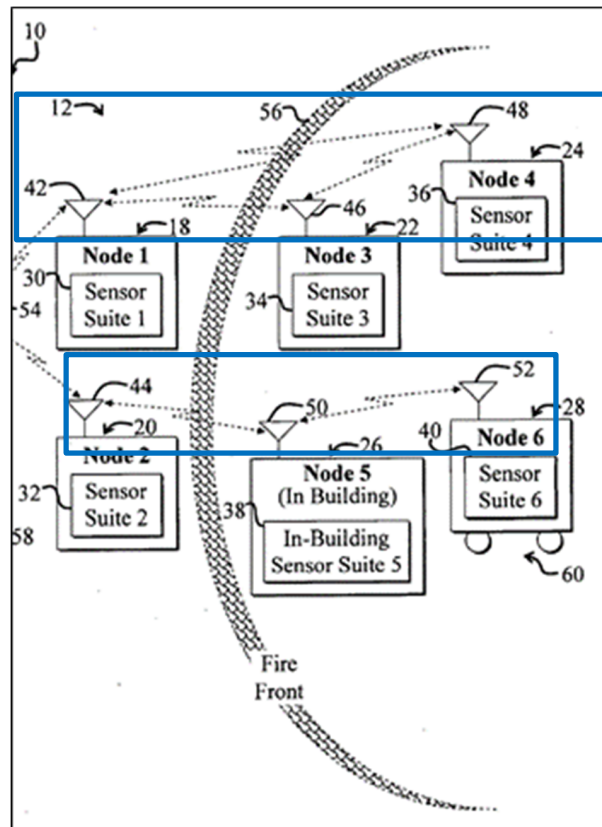 10
12
56
48
24
42
Node 4
36
Sensor
Suite 4
18
46
22
Node 1
Node 3
30
Sensor
Suite 1
34
Sensor
Suite 3
54
44
50
52
20
26
28
Node 2
40
Node 6
32
Sensor
Suite 2
Node 5
(In Building)
Sensor
Suite 6
38
In-Building
Sensor Suite 5
58
60
Fire
Front